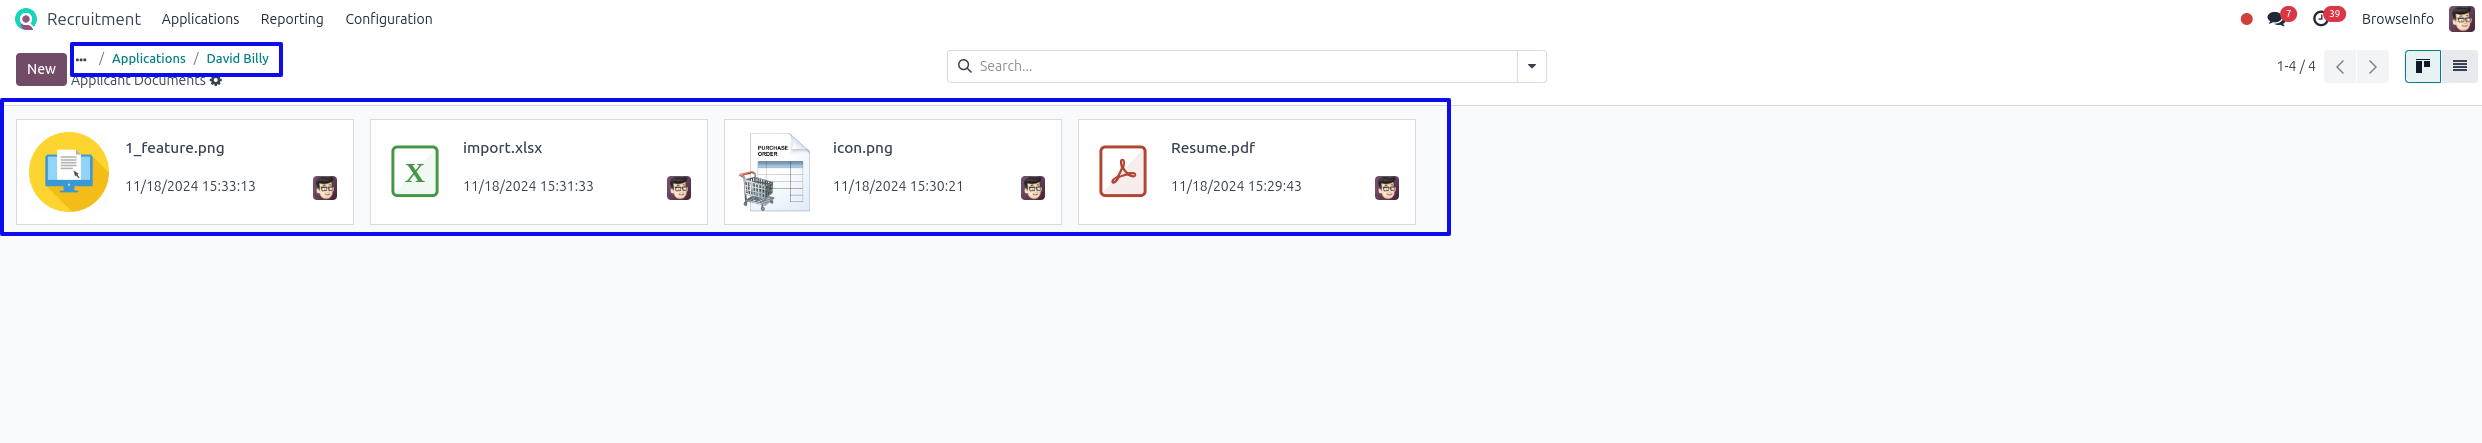 Recruitment Applications Reporting Configuration 7 39 BrowseInfo
New ... / Applications / David Billy
Applicant Documents
Search...
1-4 / 4
1_feature.png
11/18/2024 15:33:13
import.xlsx
11/18/2024 15:31:33
X
PURCHASE
ORDER
icon.png
11/18/2024 15:30:21
Resume.pdf
11/18/2024 15:29:43